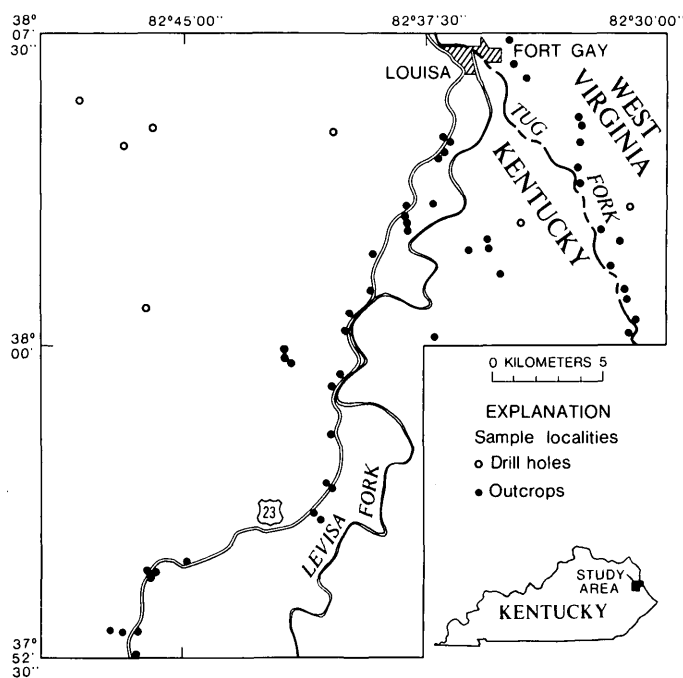 38°
07'
30"
82°45'00"
82°37'30"
82°30'00"
FORT GAY
LOUISA
WEST
VIRGINIA
TUG
FORK
KENTUCKY
38°
00'
0 KILOMETERS 5
EXPLANATION
Sample localities
Drill holes
Outcrops
23
LEVISA
FORK
STUDY
AREA
KENTUCKY
37°
52'
30"